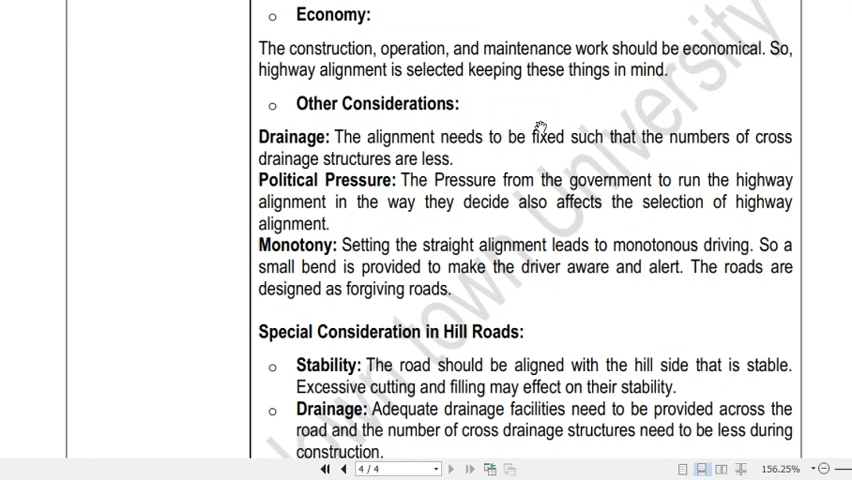 Economy:
The construction, operation, and maintenance work should be economical. So,
highway alignment is selected keeping these things in mind.
Other Considerations:
Drainage: The alignment needs to be fixed such that the numbers of cross
drainage structures are less.
Political Pressure: The Pressure from the government to run the highway
alignment in the way they decide also affects the selection of highway
alignment.
Monotony: Setting the straight alignment leads to monotonous driving. So a
small bend is provided to make the driver aware and alert. The roads are
designed as forgiving roads.
Special Consideration in Hill Roads:
Stability: The road should be aligned with the hill side that is stable.
Excessive cutting and filling may effect on their stability.
Drainage: Adequate drainage facilities need to be provided across the
road and the number of cross drainage structures need to be less during
construction.
town town University
4 / 4
156.25%